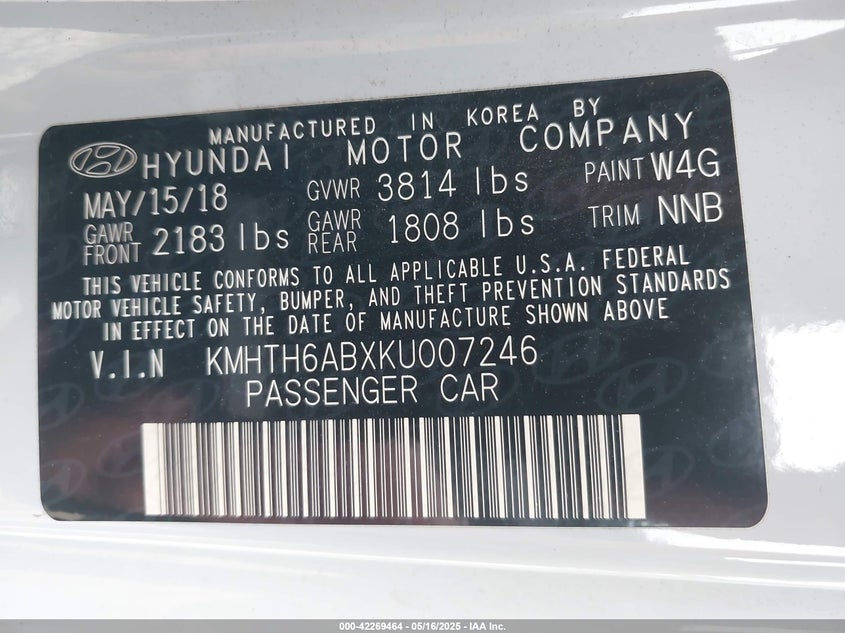 MANUFACTURED IN KOREA BY
HYUNDAI MOTOR COMPANY
MAY/15/18 GVWR 3814 lbs PAINT W4G
GAWR FRONT 2183 lbs GAWR REAR 1808 lbs TRIM NNB
THIS VEHICLE CONFORMS TO ALL APPLICABLE U.S.A. FEDERAL
MOTOR VEHICLE SAFETY, BUMPER, AND THEFT PREVENTION STANDARDS
IN EFFECT ON THE DATE OF MANUFACTURE SHOWN ABOVE
V.I.N KMHTH6ABXKU007246
PASSENGER CAR
000-42269464 - 05/16/2025 - IAA Inc.